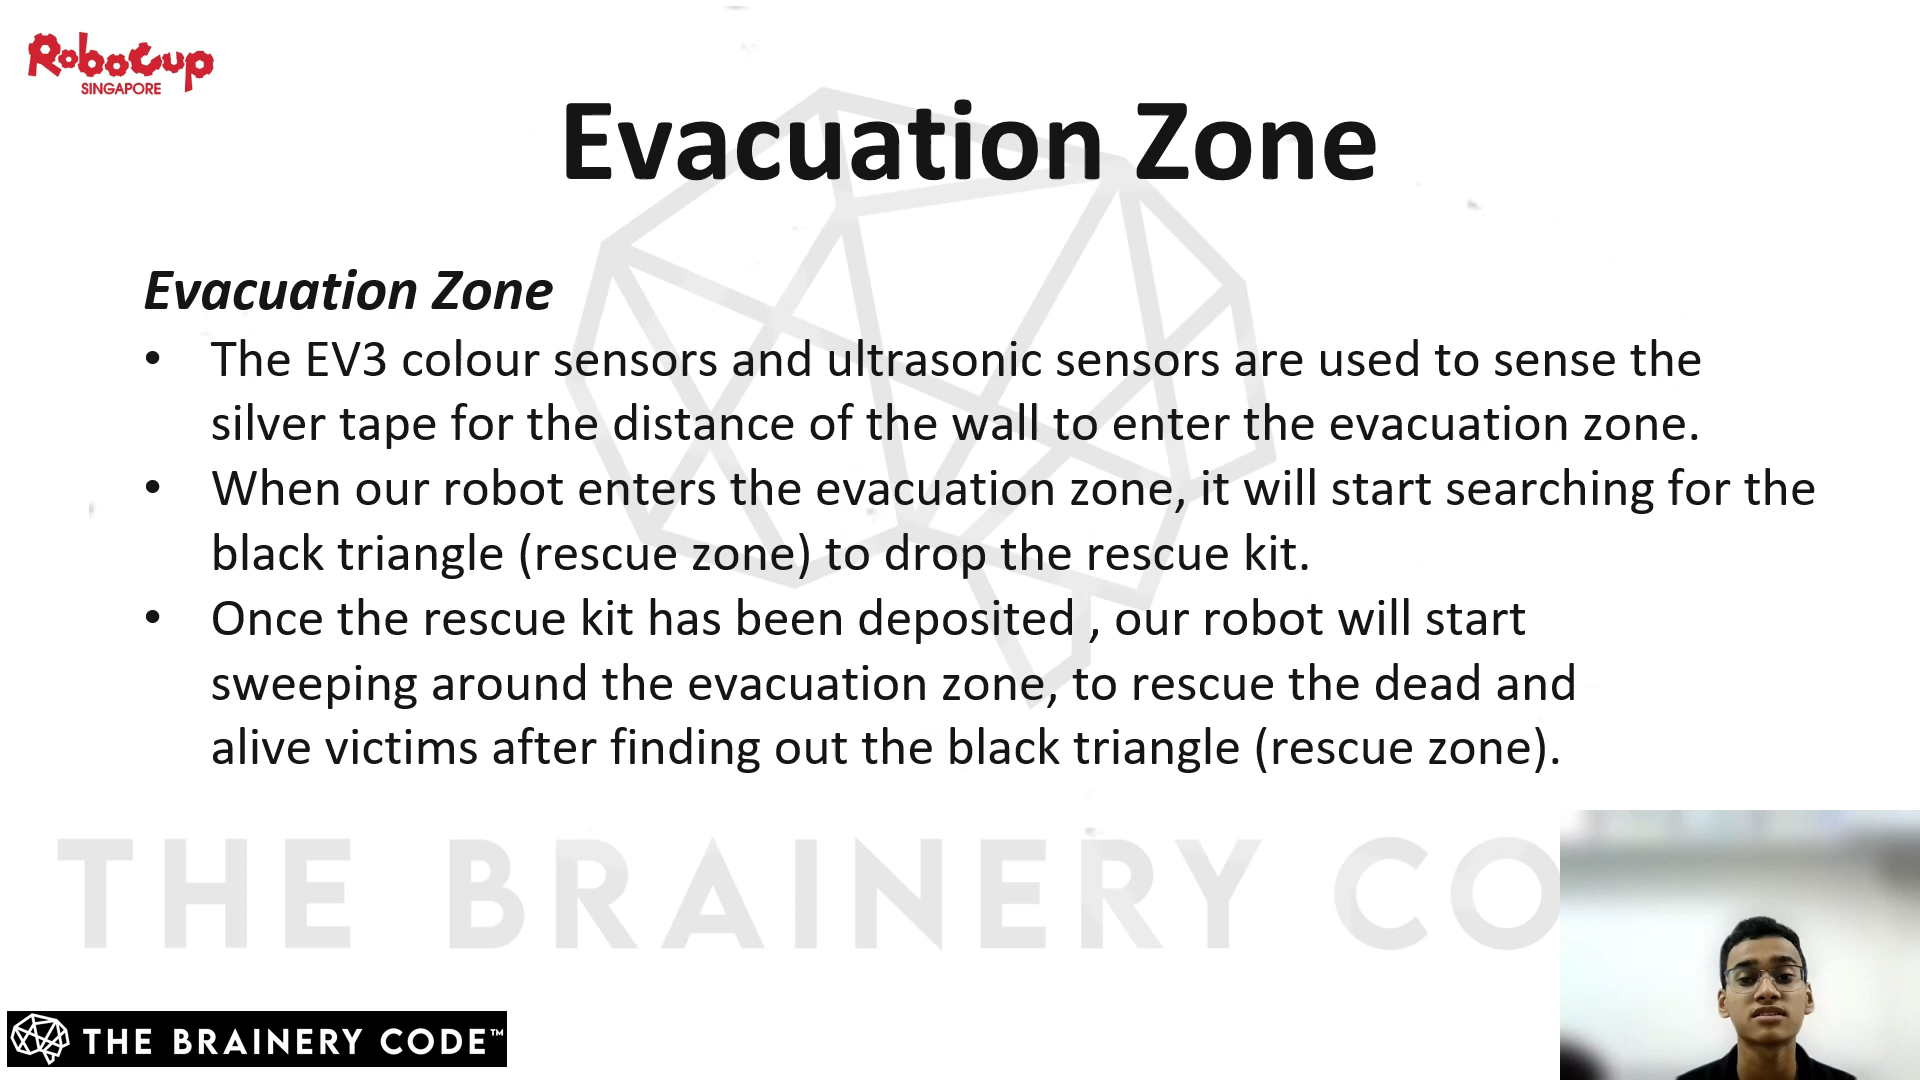 RoboCup
SINGAPORE
Evacuation Zone
Evacuation Zone
• The EV3 colour sensors and ultrasonic sensors are used to sense the
silver tape for the distance of the wall to enter the evacuation zone.
• When our robot enters the evacuation zone, it will start searching for the
black triangle (rescue zone) to drop the rescue kit.
• Once the rescue kit has been deposited , our robot will start
sweeping around the evacuation zone, to rescue the dead and
alive victims after finding out the black triangle (rescue zone).
THE BRAINERY CO
THE BRAINERY CODE™